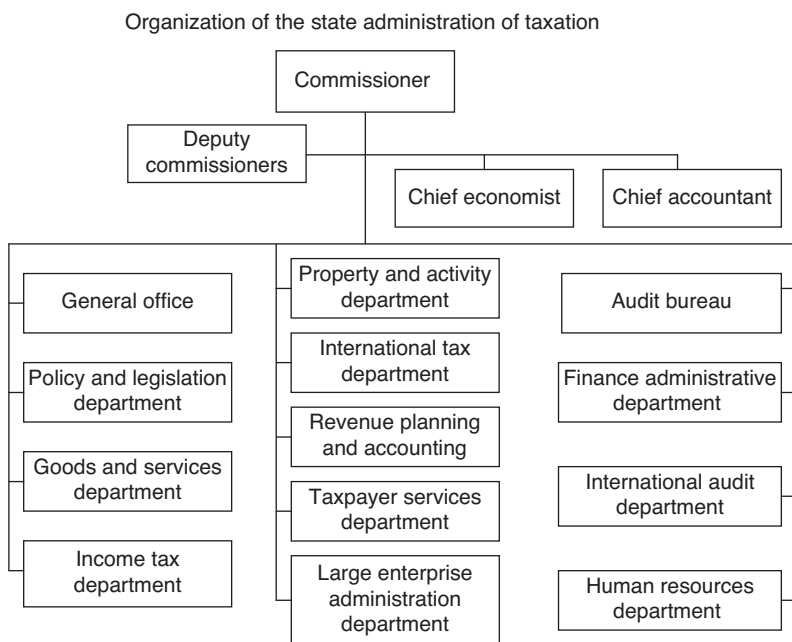 Organization of the state administration of taxation
Commissioner
Deputy
commissioners
Chief economist
Chief accountant
General office
Policy and legislation
department
Goods and services
department
Income tax
department
Property and activity
department
International tax
department
Revenue planning
and accounting
Taxpayer services
department
Large enterprise
administration
department
Audit bureau
Finance administrative
department
International audit
department
Human resources
department